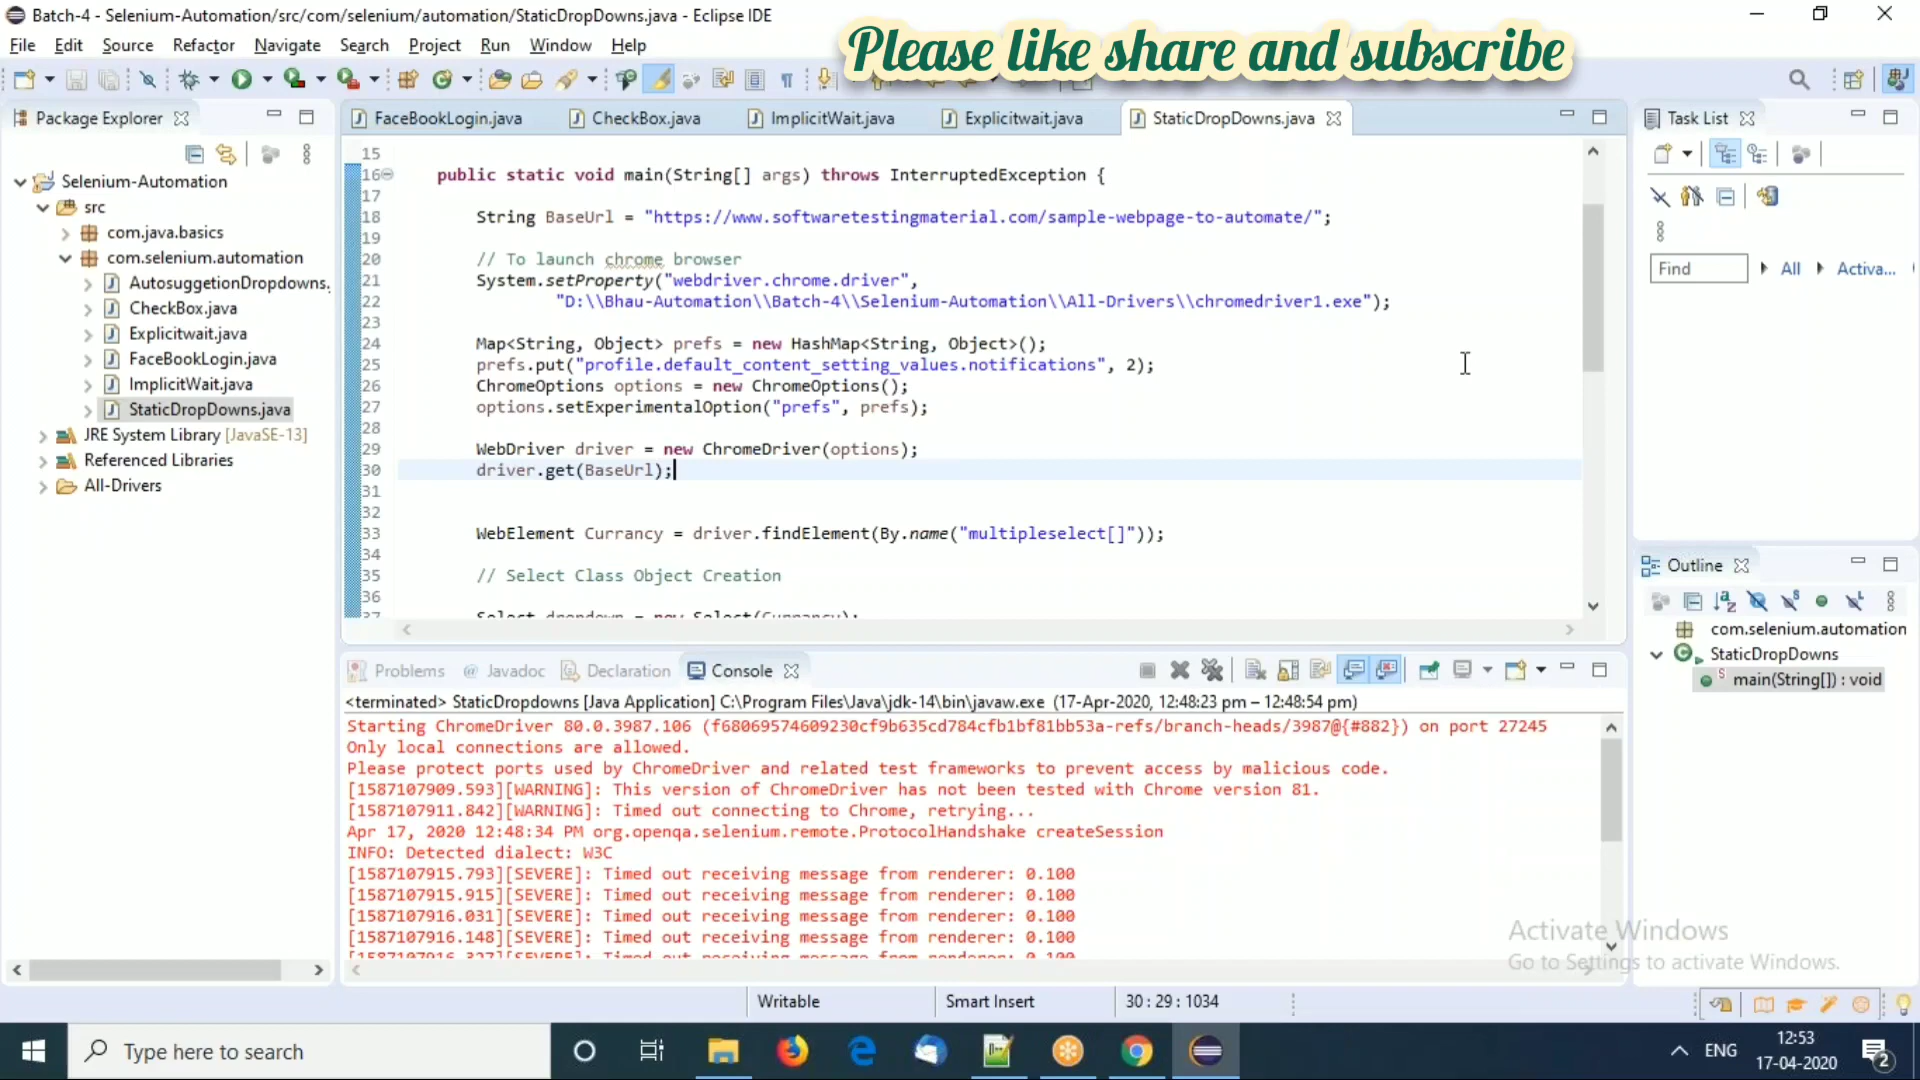 Batch-4 - Selenium-Automation/src/com/selenium/automation/StaticDropDowns.java - Eclipse IDE
File Edit Source Refactor Navigate Search Project Run Window Help
Please like share and subscribe
Package Explorer
FaceBookLogin.java CheckBox.java ImplicitWait.java Explicitwait.java StaticDropDowns.java
Selenium-Automation
src
com.java.basics
com.selenium.automation
AutosuggetionDropdowns.
CheckBox.java
Explicitwait.java
FaceBookLogin.java
ImplicitWait.java
StaticDropDowns.java
JRE System Library [JavaSE-13]
Referenced Libraries
All-Drivers
15
16 public static void main(String[] args) throws InterruptedException {
17
18 String BaseUrl = "https://www.softwaretestingmaterial.com/sample-webpage-to-automate/";
19
20 // To launch chrome browser
21 System.setProperty("webdriver.chrome.driver",
22 "D:\\Bhau-Automation\\Batch-4\\Selenium-Automation\\All-Drivers\\chromedriver1.exe");
23
24 Map<String, Object> prefs = new HashMap<String, Object>();
25 prefs.put("profile.default_content_setting_values.notifications", 2);
26 ChromeOptions options = new ChromeOptions();
27 options.setExperimentalOption("prefs", prefs);
28
29 WebDriver driver = new ChromeDriver(options);
30 driver.get(BaseUrl);
31
32
33 WebElement Currancy = driver.findElement(By.name("multipleselect[]"));
34
35 // Select Class Object Creation
36
37 Select dropdown = new Select(Currancy);
Task List
Find All Activa...
Outline
com.selenium.automation
StaticDropDowns
S main(String[]) : void
Problems @ Javadoc Declaration Console
<terminated> StaticDropdowns [Java Application] C:\Program Files\Java\jdk-14\bin\javaw.exe (17-Apr-2020, 12:48:23 pm – 12:48:54 pm)
Starting ChromeDriver 80.0.3987.106 (f68069574609230cf9b635cd784cfb1bf81bb53a-refs/branch-heads/3987@{#882}) on port 27245
Only local connections are allowed.
Please protect ports used by ChromeDriver and related test frameworks to prevent access by malicious code.
[1587107909.593][WARNING]: This version of ChromeDriver has not been tested with Chrome version 81.
[1587107911.842][WARNING]: Timed out connecting to Chrome, retrying...
Apr 17, 2020 12:48:34 PM org.openqa.selenium.remote.ProtocolHandshake createSession
INFO: Detected dialect: W3C
[1587107915.793][SEVERE]: Timed out receiving message from renderer: 0.100
[1587107915.915][SEVERE]: Timed out receiving message from renderer: 0.100
[1587107916.031][SEVERE]: Timed out receiving message from renderer: 0.100
[1587107916.148][SEVERE]: Timed out receiving message from renderer: 0.100
[1587107916.327][SEVERE]: Timed out receiving message from renderer: 0.100
Activate Windows
Go to Settings to activate Windows.
Writable Smart Insert 30 : 29 : 1034
Type here to search
ENG
12:53
17-04-2020
2